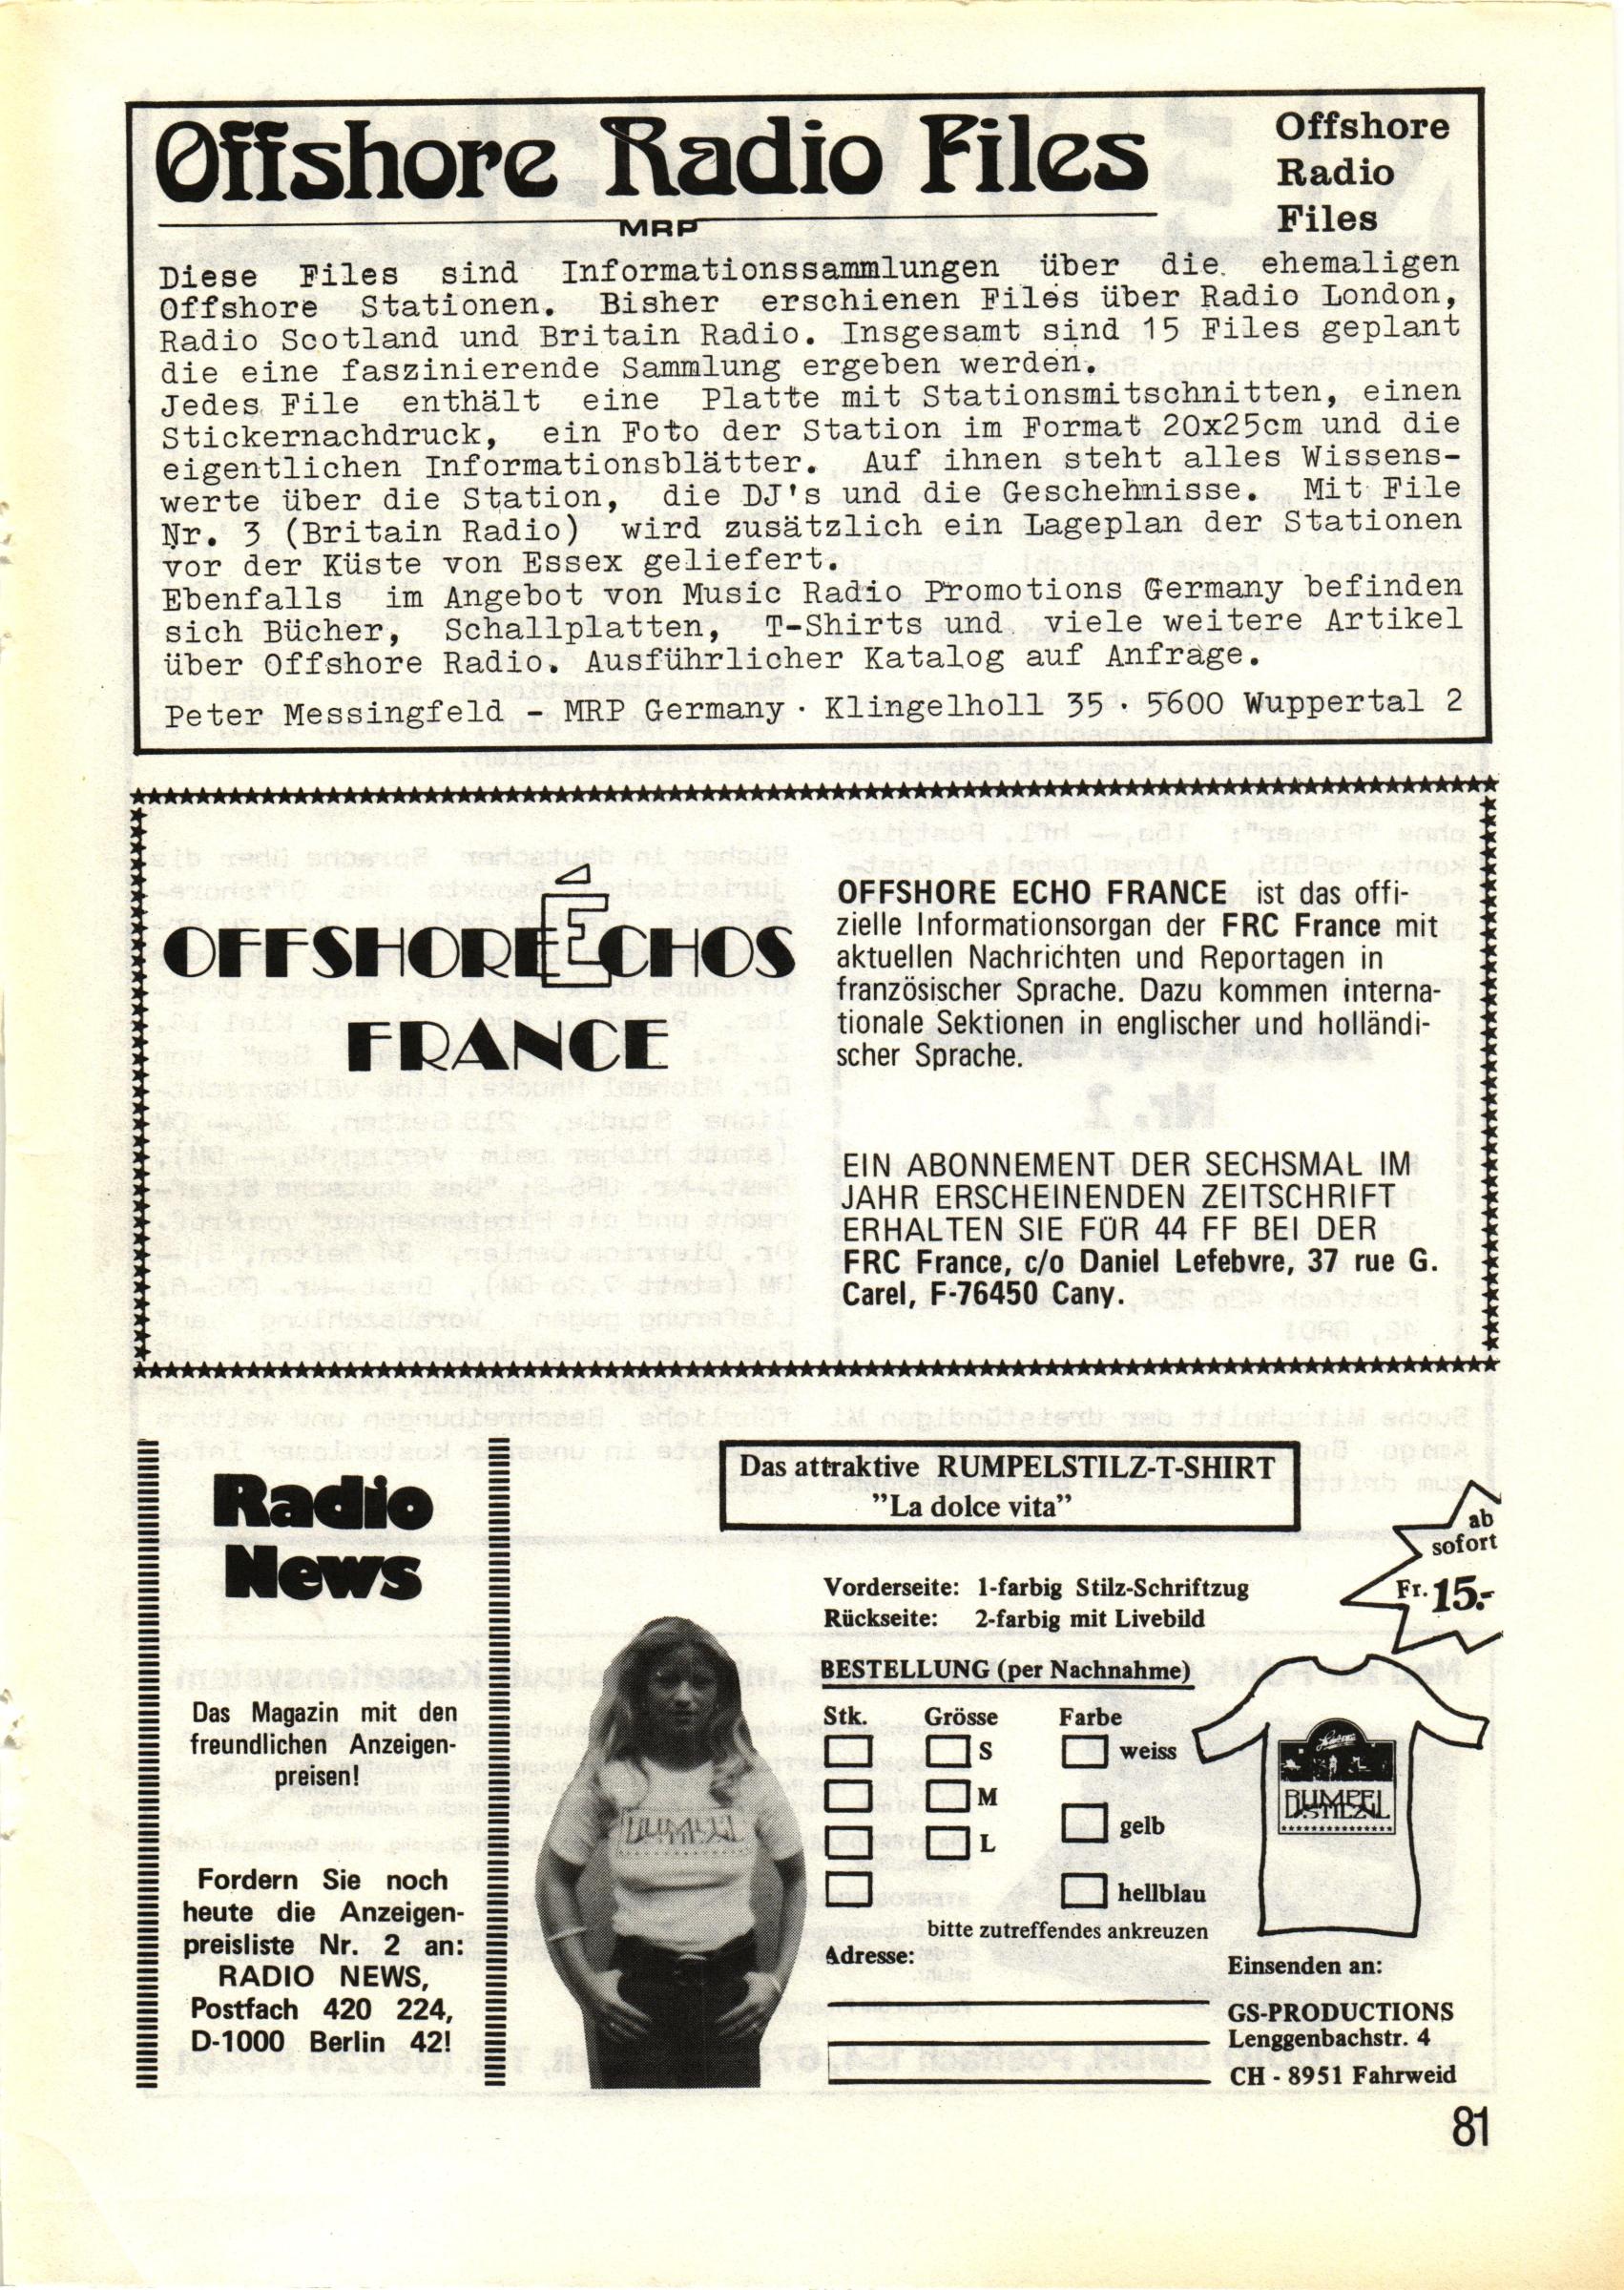 Offshore Radio Files
MRP
Offshore
Radio
Files
Diese Files sind Informationssammlungen über die ehemaligen
Offshore Stationen. Bisher erschienen Files über Radio London,
Radio Scotland und Britain Radio. Insgesamt sind 15 Files geplant
die eine faszinierende Sammlung ergeben werden.
Jedes File enthält eine Platte mit Stationsmitschnitten, einen
Stickernachdruck, ein Foto der Station im Format 20x25cm und die
eigentlichen Informationsblätter. Auf ihnen steht alles Wissens-
werte über die Station, die DJ's und die Geschehnisse. Mit File
Nr. 3 (Britain Radio) wird zusätzlich ein Lageplan der Stationen
vor der Küste von Essex geliefert.
Ebenfalls im Angebot von Music Radio Promotions Germany befinden
sich Bücher, Schallplatten, T-Shirts und viele weitere Artikel
über Offshore Radio. Ausführlicher Katalog auf Anfrage.
Peter Messingfeld - MRP Germany · Klingelholl 35 · 5600 Wuppertal 2
OFFSHORE ÉCHOS
FRANCE
OFFSHORE ECHO FRANCE ist das offi-
zielle Informationsorgan der FRC France mit
aktuellen Nachrichten und Reportagen in
französischer Sprache. Dazu kommen interna-
tionale Sektionen in englischer und holländi-
scher Sprache.
EIN ABONNEMENT DER SECHSMAL IM
JAHR ERSCHEINENDEN ZEITSCHRIFT
ERHALTEN SIE FÜR 44 FF BEI DER
FRC France, c/o Daniel Lefebvre, 37 rue G.
Carel, F-76450 Cany.
Radio
News
Das Magazin mit den
freundlichen Anzeigen-
preisen!
Fordern Sie noch
heute die Anzeigen-
preisliste Nr. 2 an:
RADIO NEWS,
Postfach 420 224,
D-1000 Berlin 42!
Das attraktive RUMPELSTILZ-T-SHIRT
"La dolce vita"
ab
sofort
Fr. 15.-
Vorderseite: 1-farbig Stilz-Schriftzug
Rückseite: 2-farbig mit Livebild
BESTELLUNG (per Nachnahme)
Stk. Grösse Farbe
S weiss
M
gelb
L
hellblau
bitte zutreffendes ankreuzen
Adresse:
RUMPEL
STILZ
RUMPEL
STILZ
Einsenden an:
GS-PRODUCTIONS
Lenggenbachstr. 4
CH - 8951 Fahrweid
81